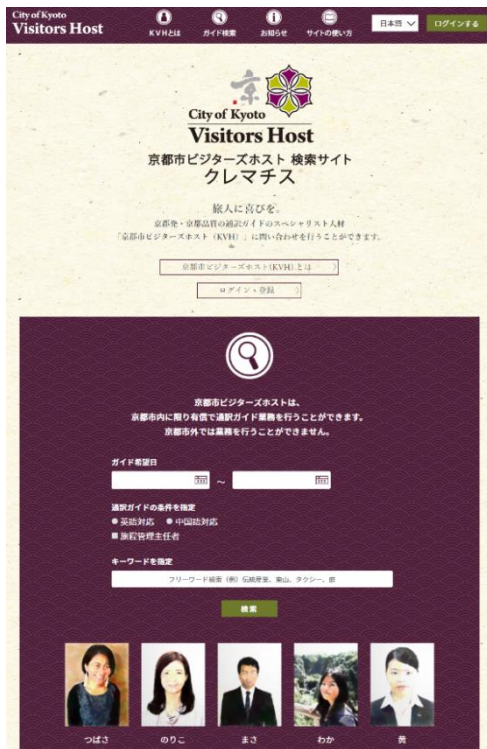 City of Kyoto
Visitors Host
KVHとは
ガイド検索
お知らせ
サイトの使い方
日本語
ログインする
京
City of Kyoto
Visitors Host
京都市ビジターズホスト 検索サイト
クレマチス
旅人に喜びを。
京都発・京都品質の通訳ガイドのスペシャリスト人材
「京都市ビジターズホスト（KVH）」に問い合わせを行うことができます。
京都市ビジターズホスト(KVH)とは
ログイン・登録
京都市ビジターズホストは、
京都市内に限り有償で通訳ガイド業務を行うことができます。
京都市外では業務を行うことができません。
ガイド希望日
～
通訳ガイドの条件を指定
英語対応 中国語対応
旅程管理主任者
キーワードを指定
フリーワード検索（例）伝統産業、東山、タクシー、銀
検索
つばさ
のりこ
まさ
わか
黄